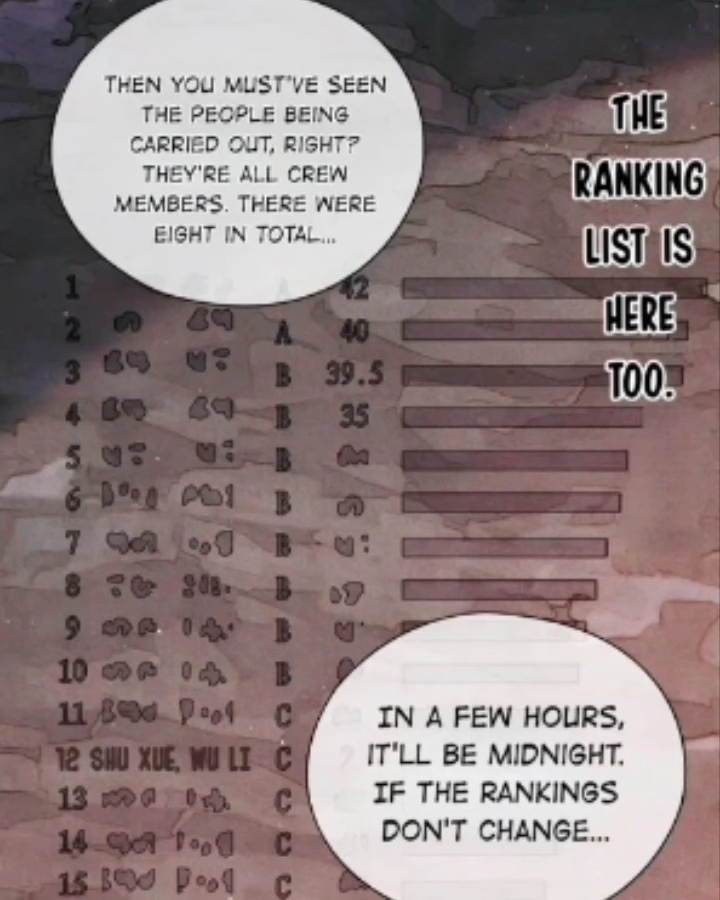 THEN YOU MUST'VE SEEN
THE PEOPLE BEING
CARRIED OUT, RIGHT?
THEY'RE ALL CREW
MEMBERS. THERE WERE
EIGHT IN TOTAL...
THE
RANKING
LIST IS
HERE
TOO.
1 A 42
2 A 40
3 B 39.5
4 B 35
5 B
6 B
7 B
8 B
9 B
10 B
11 C
12 SHU XUE, WU LI C 2
13 C
14 C
15 C
IN A FEW HOURS,
IT'LL BE MIDNIGHT.
IF THE RANKINGS
DON'T CHANGE...